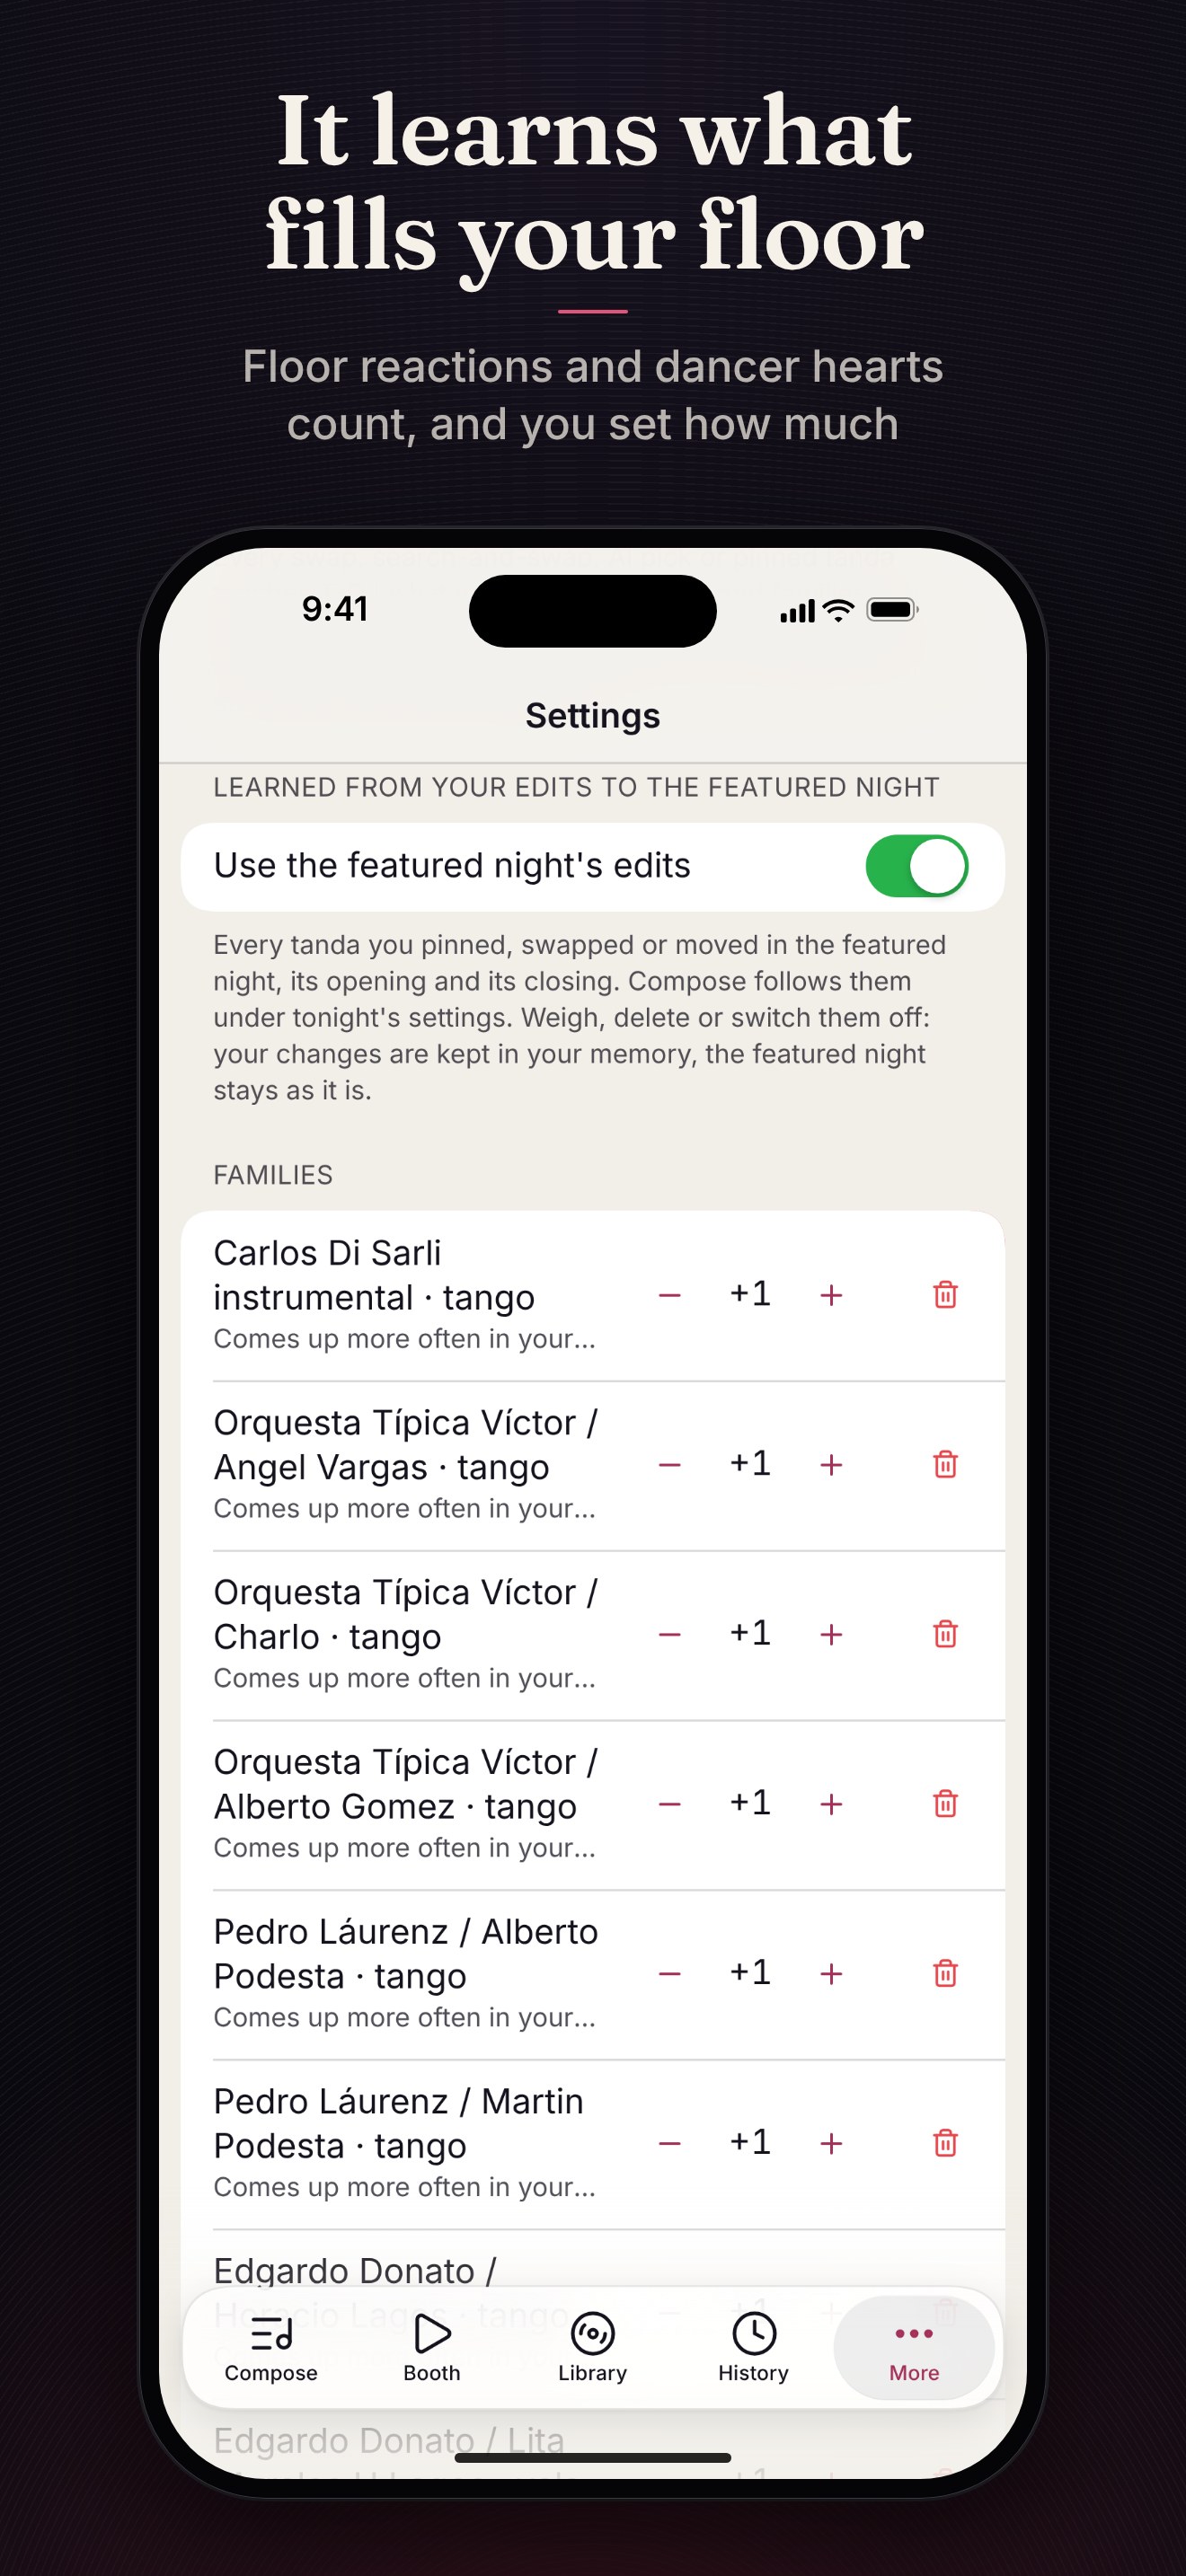 It learns what
fills your floor
Floor reactions and dancer hearts
count, and you set how much
9:41
Settings
LEARNED FROM YOUR EDITS TO THE FEATURED NIGHT
Use the featured night's edits
Every tanda you pinned, swapped or moved in the featured
night, its opening and its closing. Compose follows them
under tonight's settings. Weigh, delete or switch them off:
your changes are kept in your memory, the featured night
stays as it is.
FAMILIES
Carlos Di Sarli
instrumental · tango
Comes up more often in your...
− +1 +
Orquesta Típica Víctor /
Angel Vargas · tango
Comes up more often in your...
− +1 +
Orquesta Típica Víctor /
Charlo · tango
Comes up more often in your...
− +1 +
Orquesta Típica Víctor /
Alberto Gomez · tango
Comes up more often in your...
− +1 +
Pedro Láurenz / Alberto
Podesta · tango
Comes up more often in your...
− +1 +
Pedro Láurenz / Martin
Podesta · tango
Comes up more often in your...
− +1 +
Edgardo Donato /
Horacio Lagos · tango
− +1 +
Compose
Booth
Library
History
More
Edgardo Donato / Lita